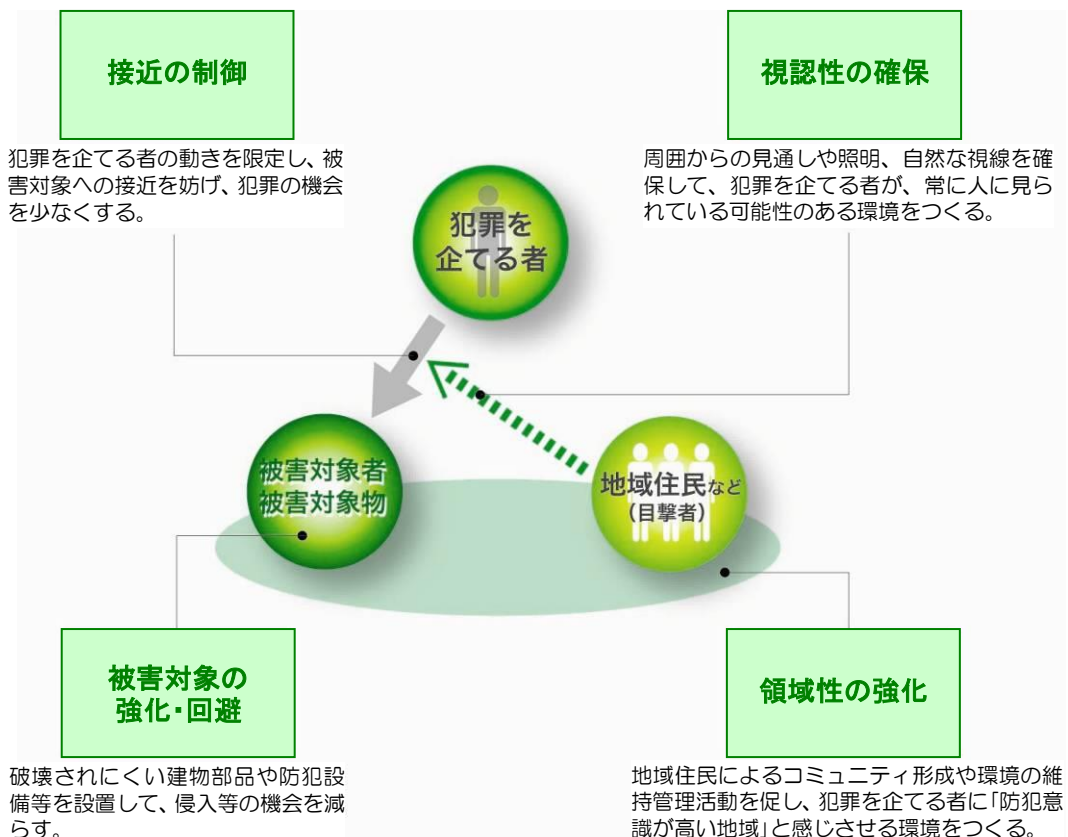 接近の制御
犯罪を企てる者の動きを限定し、被
害対象への接近を妨げ、犯罪の機会
を少なくする。
視認性の確保
周囲からの見通しや照明、自然な視線を確
保して、犯罪を企てる者が、常に人に見ら
れている可能性のある環境をつくる。
犯罪を
企てる者
被害対象者
被害対象物
地域住民など
(目撃者)
被害対象の
強化・回避
破壊されにくい建物部品や防犯設
備等を設置して、侵入等の機会を減
らす。
領域性の強化
地域住民によるコミュニティ形成や環境の維
持管理活動を促し、犯罪を企てる者に「防犯意
識が高い地域」と感じさせる環境をつくる。